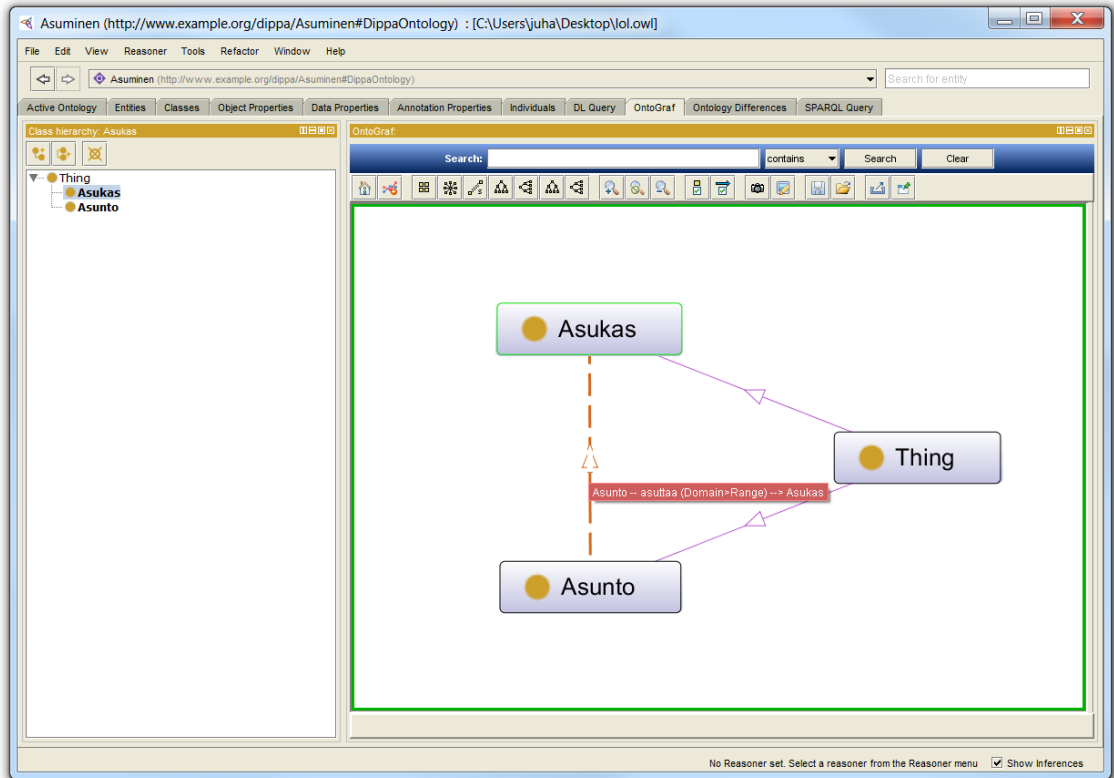 Asuminen (http://www.example.org/dippa/Asuminen#DippaOntology) : [C:\Users\juha\Desktop\lol.owl]
File Edit View Reasoner Tools Refactor Window Help
Asuminen (http://www.example.org/dippa/Asuminen#DippaOntology)
Search for entity
Active Ontology Entities Classes Object Properties Data Properties Annotation Properties Individuals DL Query OntoGraf Ontology Differences SPARQL Query
Class hierarchy: Asukas
OntoGraf:
Search: contains Search Clear
Thing
Asukas
Asunto
Asukas
Thing
Asunto -- asuttaa (Domain>Range) --> Asukas
Asunto
No Reasoner set. Select a reasoner from the Reasoner menu Show Inferences